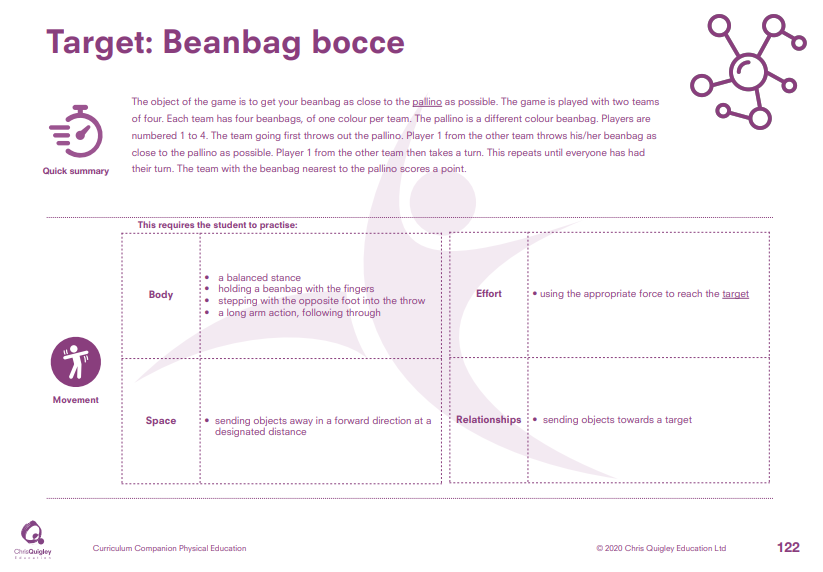 Target: Beanbag bocce
The object of the game is to get your beanbag as close to the pallino as possible. The game is played with two teams
of four. Each team has four beanbags, of one colour per team. The pallino is a different colour beanbag. Players are
numbered 1 to 4. The team going first throws out the pallino. Player 1 from the other team throws his/her beanbag as
close to the pallino as possible. Player 1 from the other team then takes a turn. This repeats until everyone has had
their turn. The team with the beanbag nearest to the pallino scores a point.
Quick summary
This requires the student to practise:
Body
• a balanced stance
• holding a beanbag with the fingers
• stepping with the opposite foot into the throw
• a long arm action, following through
Effort
• using the appropriate force to reach the target
Movement
Space
• sending objects away in a forward direction at a
designated distance
Relationships
• sending objects towards a target
ChrisQuigley
Education
Curriculum Companion Physical Education
© 2020 Chris Quigley Education Ltd
122